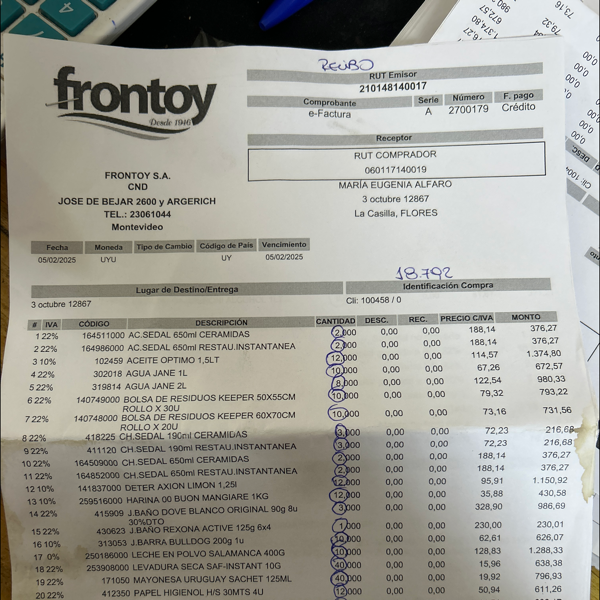 RECIBO
frontoy
Desde 1946
RUT Emisor
210148140017
Comprobante Serie Número F. pago
e-Factura A 2700179 Crédito
Receptor
RUT COMPRADOR
060117140019
MARÍA EUGENIA ALFARO
3 octubre 12867
La Casilla, FLORES
FRONTOY S.A.
CND
JOSE DE BEJAR 2600 y ARGERICH
TEL.: 23061044
Montevideo
Fecha Moneda Tipo de Cambio Código de País Vencimiento
05/02/2025 UYU UY 05/02/2025
18.792
Lugar de Destino/Entrega Identificación Compra
3 octubre 12867 Cli: 100458 / 0
# IVA CÓDIGO DESCRIPCIÓN CANTIDAD DESC. REC. PRECIO C/IVA MONTO
1 22% 164511000 AC.SEDAL 650ml CERAMIDAS 2,000 0,00 0,00 188,14 376,27
2 22% 164986000 AC.SEDAL 650ml RESTAU.INSTANTANEA 2,000 0,00 0,00 188,14 376,27
3 10% 102459 ACEITE OPTIMO 1,5LT 12,000 0,00 0,00 114,57 1.374,80
4 22% 302018 AGUA JANE 1L 10,000 0,00 0,00 67,26 672,57
5 22% 319814 AGUA JANE 2L 8,000 0,00 0,00 122,54 980,33
6 22% 140749000 BOLSA DE RESIDUOS KEEPER 50X55CM 10,000 0,00 0,00 79,32 793,22
ROLLO X 30U
7 22% 140748000 BOLSA DE RESIDUOS KEEPER 60X70CM 10,000 0,00 0,00 73,16 731,56
ROLLO X 20U
8 22% 418225 CH.SEDAL 190ml CERAMIDAS 3,000 0,00 0,00 72,23 216,68
9 22% 411120 CH.SEDAL 190ml RESTAU.INSTANTANEA 3,000 0,00 0,00 72,23 216,68
10 22% 164509000 CH.SEDAL 650ml CERAMIDAS 2,000 0,00 0,00 188,14 376,27
11 22% 164852000 CH.SEDAL 650ml RESTAU.INSTANTANEA 2,000 0,00 0,00 188,14 376,27
12 10% 141837000 DETER AXION LIMON 1,25l 12,000 0,00 0,00 95,91 1.150,92
13 10% 259516000 HARINA 00 BUON MANGIARE 1KG 12,000 0,00 0,00 35,88 430,58
14 22% 415909 J.BAÑO DOVE BLANCO ORIGINAL 90g 8u 3,000 0,00 0,00 328,90 986,69
30%DTO
15 22% 430623 J.BAÑO REXONA ACTIVE 125g 6x4 1,000 0,00 0,00 230,00 230,01
16 22% 313053 J.BARRA BULLDOG 200g 1u 10,000 0,00 0,00 62,61 626,07
17 0% 250186000 LECHE EN POLVO SALAMANCA 400G 10,000 0,00 0,00 128,83 1.288,33
18 22% 253908000 LEVADURA SECA SAF-INSTANT 10G 40,000 0,00 0,00 15,96 638,38
19 22% 171050 MAYONESA URUGUAY SACHET 125ML 40,000 0,00 0,00 19,92 796,93
20 22% 412350 PAPEL HIGIENOL H/S 30MTS 4U 12,000 0,00 0,00 50,94 611,26